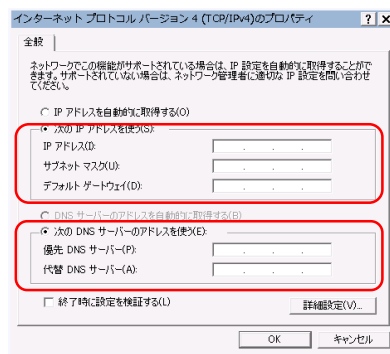 インターネット プロトコル バージョン 4 (TCP/IPv4)のプロパティ
? x
全般
ネットワークでこの機能がサポートされている場合は、IP 設定を自動的に取得することがで
きます。サポートされていない場合は、ネットワーク管理者に適切な IP 設定を問い合わせ
てください。
IP アドレスを自動的に取得する(O)
次の IP アドレスを使う(S):
IP アドレス(I):
サブネット マスク(U):
デフォルト ゲートウェイ(D):
DNS サーバーのアドレスを自動的に取得する(B)
次の DNS サーバーのアドレスを使う(E):
優先 DNS サーバー(P):
代替 DNS サーバー(A):
終了時に設定を検証する(L)
詳細設定(V)...
OK
キャンセル